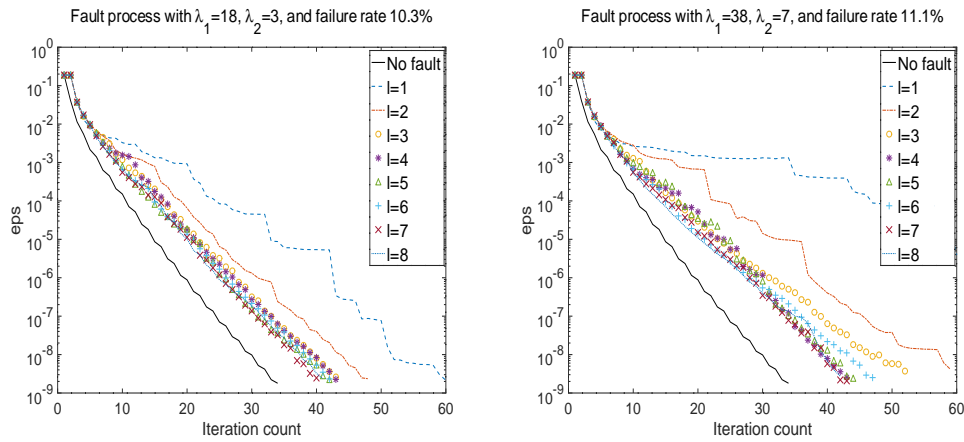 Fault process with λ1=18, λ2=3, and failure rate 10.3%
10^0
10^-1
10^-2
10^-3
10^-4
10^-5
10^-6
10^-7
10^-8
10^-9
eps
0 10 20 30 40 50 60
Iteration count
No fault
l=1
l=2
l=3
l=4
l=5
l=6
l=7
l=8
Fault process with λ1=38, λ2=7, and failure rate 11.1%
10^0
10^-1
10^-2
10^-3
10^-4
10^-5
10^-6
10^-7
10^-8
10^-9
eps
0 10 20 30 40 50 60
Iteration count
No fault
l=1
l=2
l=3
l=4
l=5
l=6
l=7
l=8